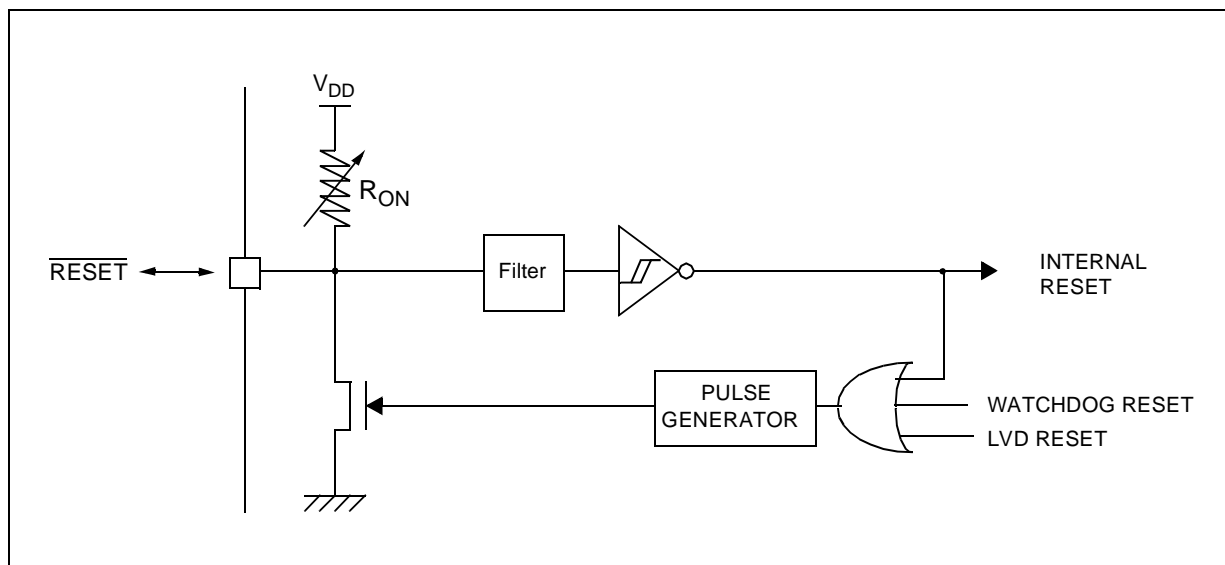 VDD
RON
RESET
Filter
INTERNAL
RESET
PULSE
GENERATOR
WATCHDOG RESET
LVD RESET